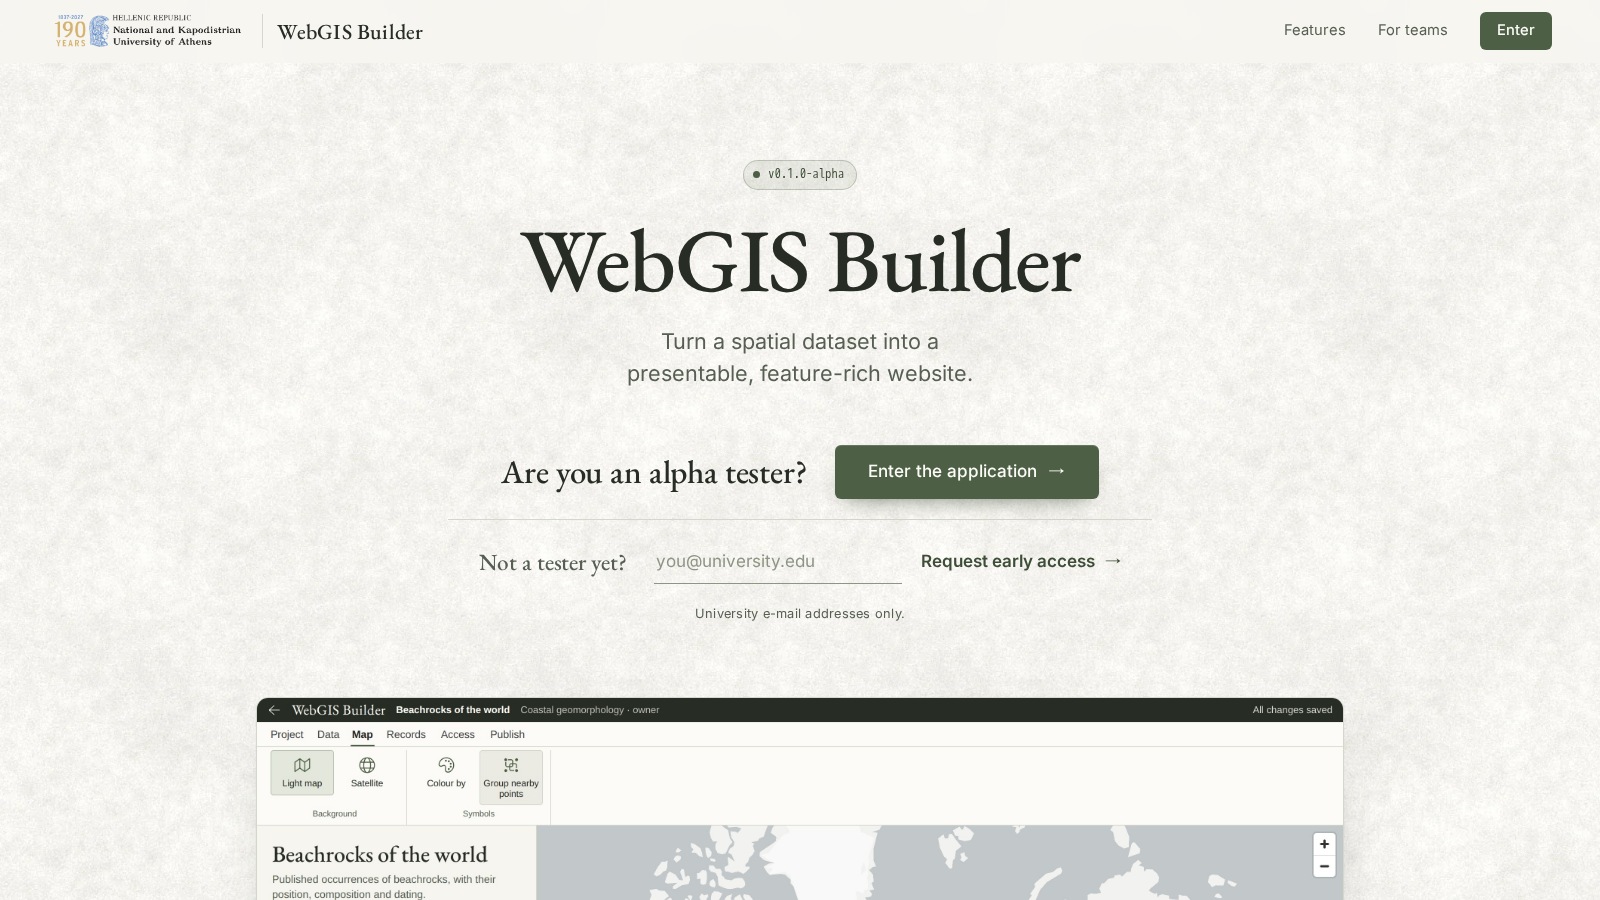 1837-2027
190
YEARS
HELLENIC REPUBLIC
National and Kapodistrian
University of Athens
WebGIS Builder
Features
For teams
Enter
v0.1.0-alpha
WebGIS Builder
Turn a spatial dataset into a
presentable, feature-rich website.
Are you an alpha tester?
Enter the application →
Not a tester yet?
you@university.edu
Request early access →
University e-mail addresses only.
← WebGIS Builder Beachrocks of the world Coastal geomorphology · owner All changes saved
Project Data Map Records Access Publish
Light map
Satellite
Colour by
Group nearby
points
Background
Symbols
Beachrocks of the world
Published occurrences of beachrocks, with their
position, composition and dating.
+
−